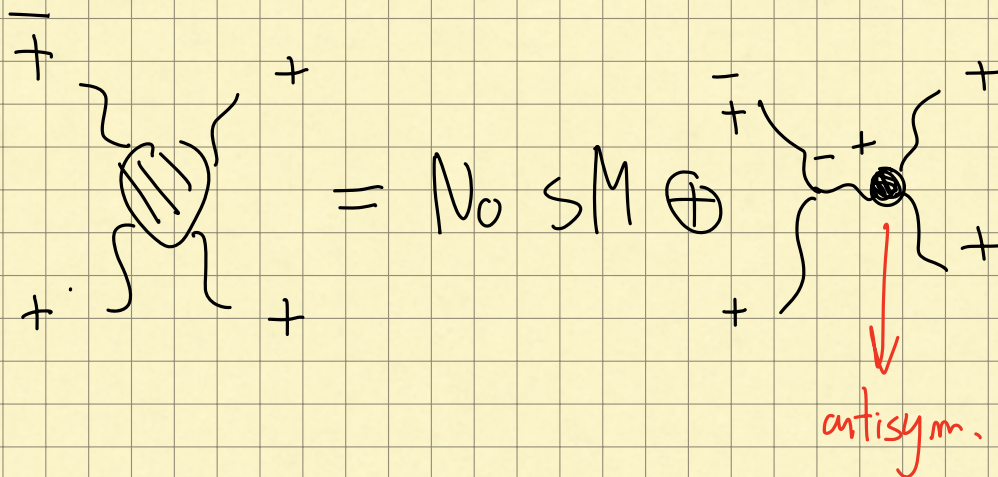 − + − +
+ + +
− +
= No SM ⊕
+
+ + +
antisym.